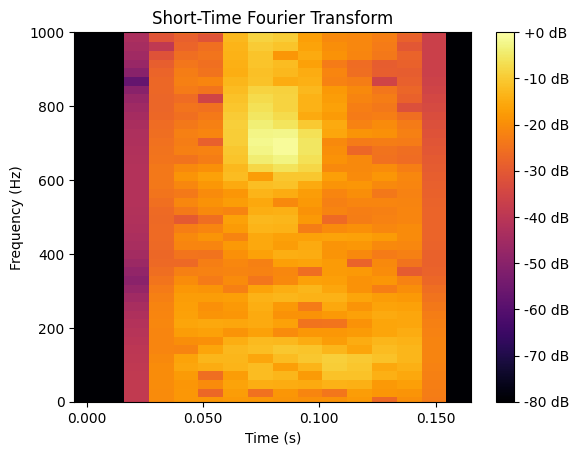 Short-Time Fourier Transform
1000
800
600
400
200
0
Frequency (Hz)
0.000
0.050
0.100
0.150
Time (s)
+0 dB
-10 dB
-20 dB
-30 dB
-40 dB
-50 dB
-60 dB
-70 dB
-80 dB